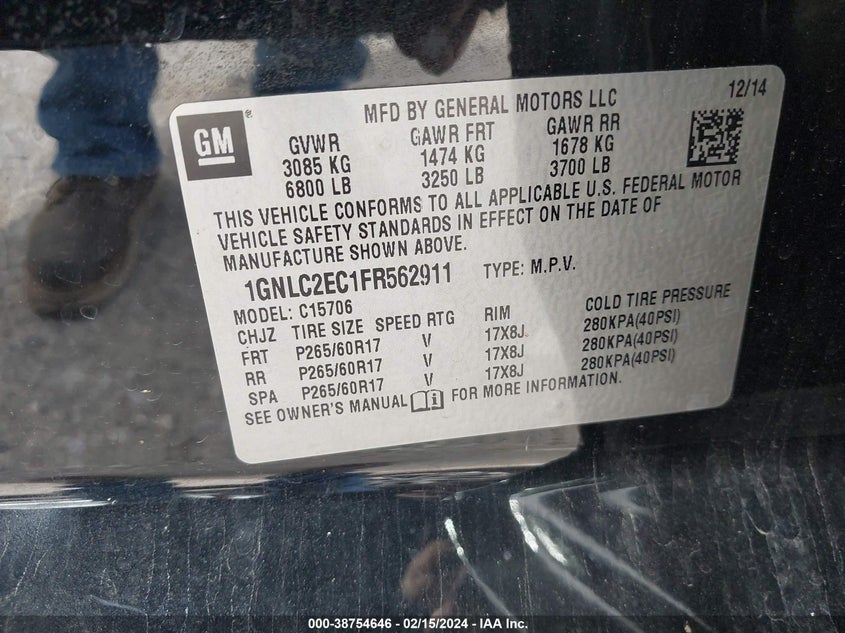 12/14
MFD BY GENERAL MOTORS LLC
GM ®
GVWR GAWR FRT GAWR RR
3085 KG 1474 KG 1678 KG
6800 LB 3250 LB 3700 LB
THIS VEHICLE CONFORMS TO ALL APPLICABLE U.S. FEDERAL MOTOR
VEHICLE SAFETY STANDARDS IN EFFECT ON THE DATE OF
MANUFACTURE SHOWN ABOVE.
1GNLC2EC1FR562911 TYPE: M.P.V.
MODEL: C15706
CHJZ TIRE SIZE SPEED RTG RIM COLD TIRE PRESSURE
FRT P265/60R17 V 17X8J 280KPA(40PSI)
RR P265/60R17 V 17X8J 280KPA(40PSI)
SPA P265/60R17 V 17X8J 280KPA(40PSI)
SEE OWNER'S MANUAL FOR MORE INFORMATION.
000-38754646 - 02/15/2024 - IAA Inc.